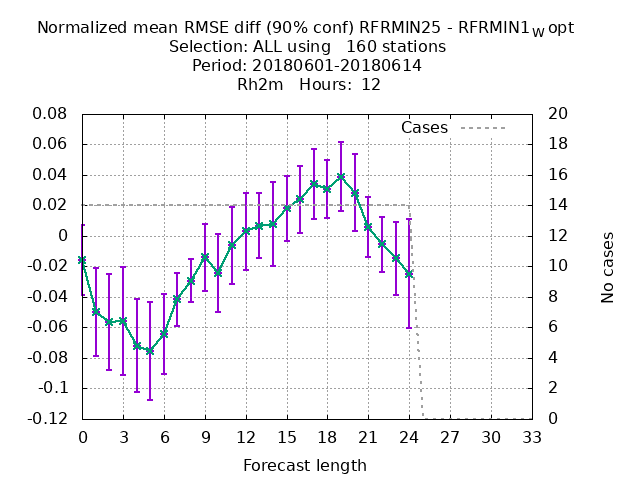 Normalized mean RMSE diff (90% conf) RFRMIN25 - RFRMIN1w opt
Selection: ALL using 160 stations
Period: 20180601-20180614
Rh2m Hours: 12
Cases
0.08
0.06
0.04
0.02
0
-0.02
-0.04
-0.06
-0.08
-0.1
-0.12
20
18
16
14
12
10
8
6
4
2
0
No cases
0 3 6 9 12 15 18 21 24 27 30 33
Forecast length